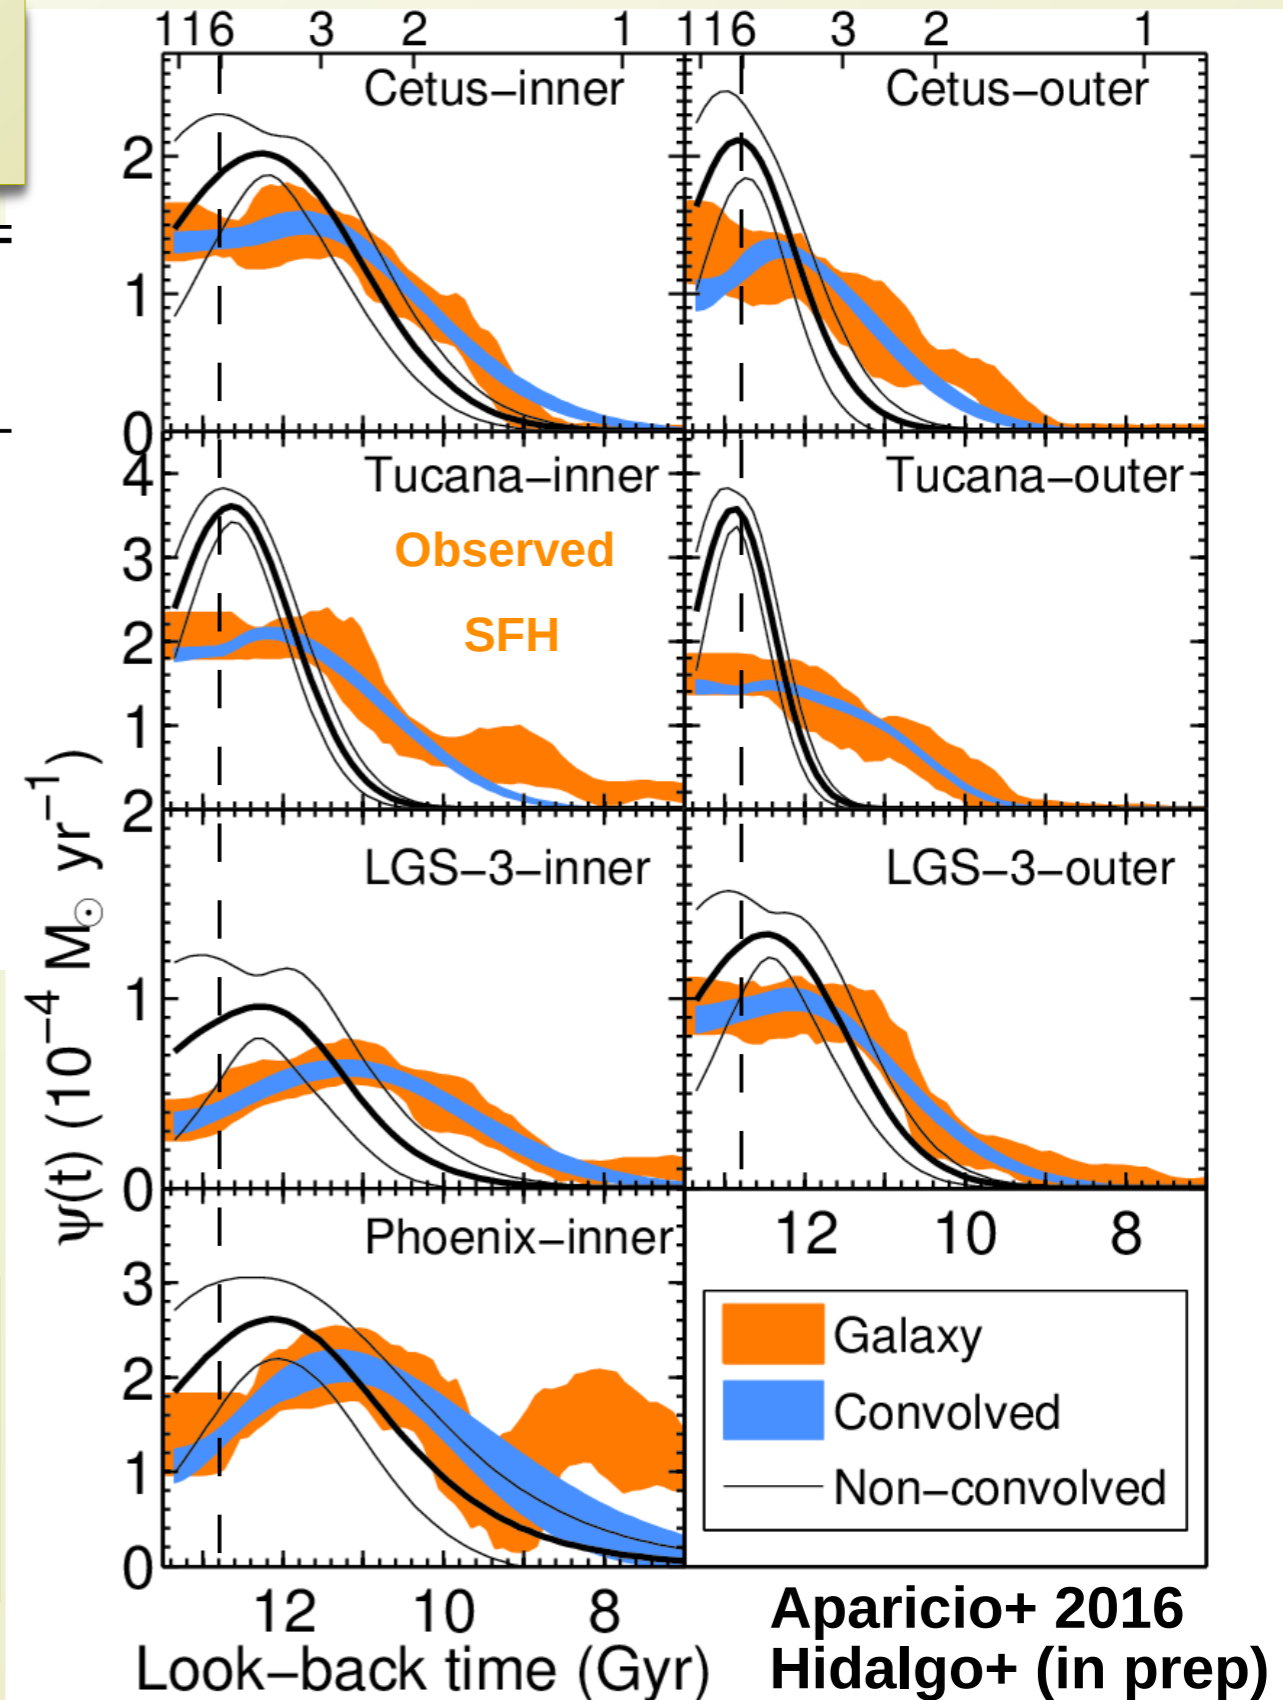 116 3 2 1 116 3 2 1
Cetus–inner Cetus–outer
2
1
0
Tucana–inner Tucana–outer
4
3
2
1
Observed
SFH
2
LGS–3–inner LGS–3–outer
1
0
Phoenix–inner
12 10 8
3
2
1
0
Galaxy
Convolved
Non–convolved
ψ(t) (10⁻⁴ M☉ yr⁻¹)
12 10 8
Look–back time (Gyr)
Aparicio+ 2016
Hidalgo+ (in prep)